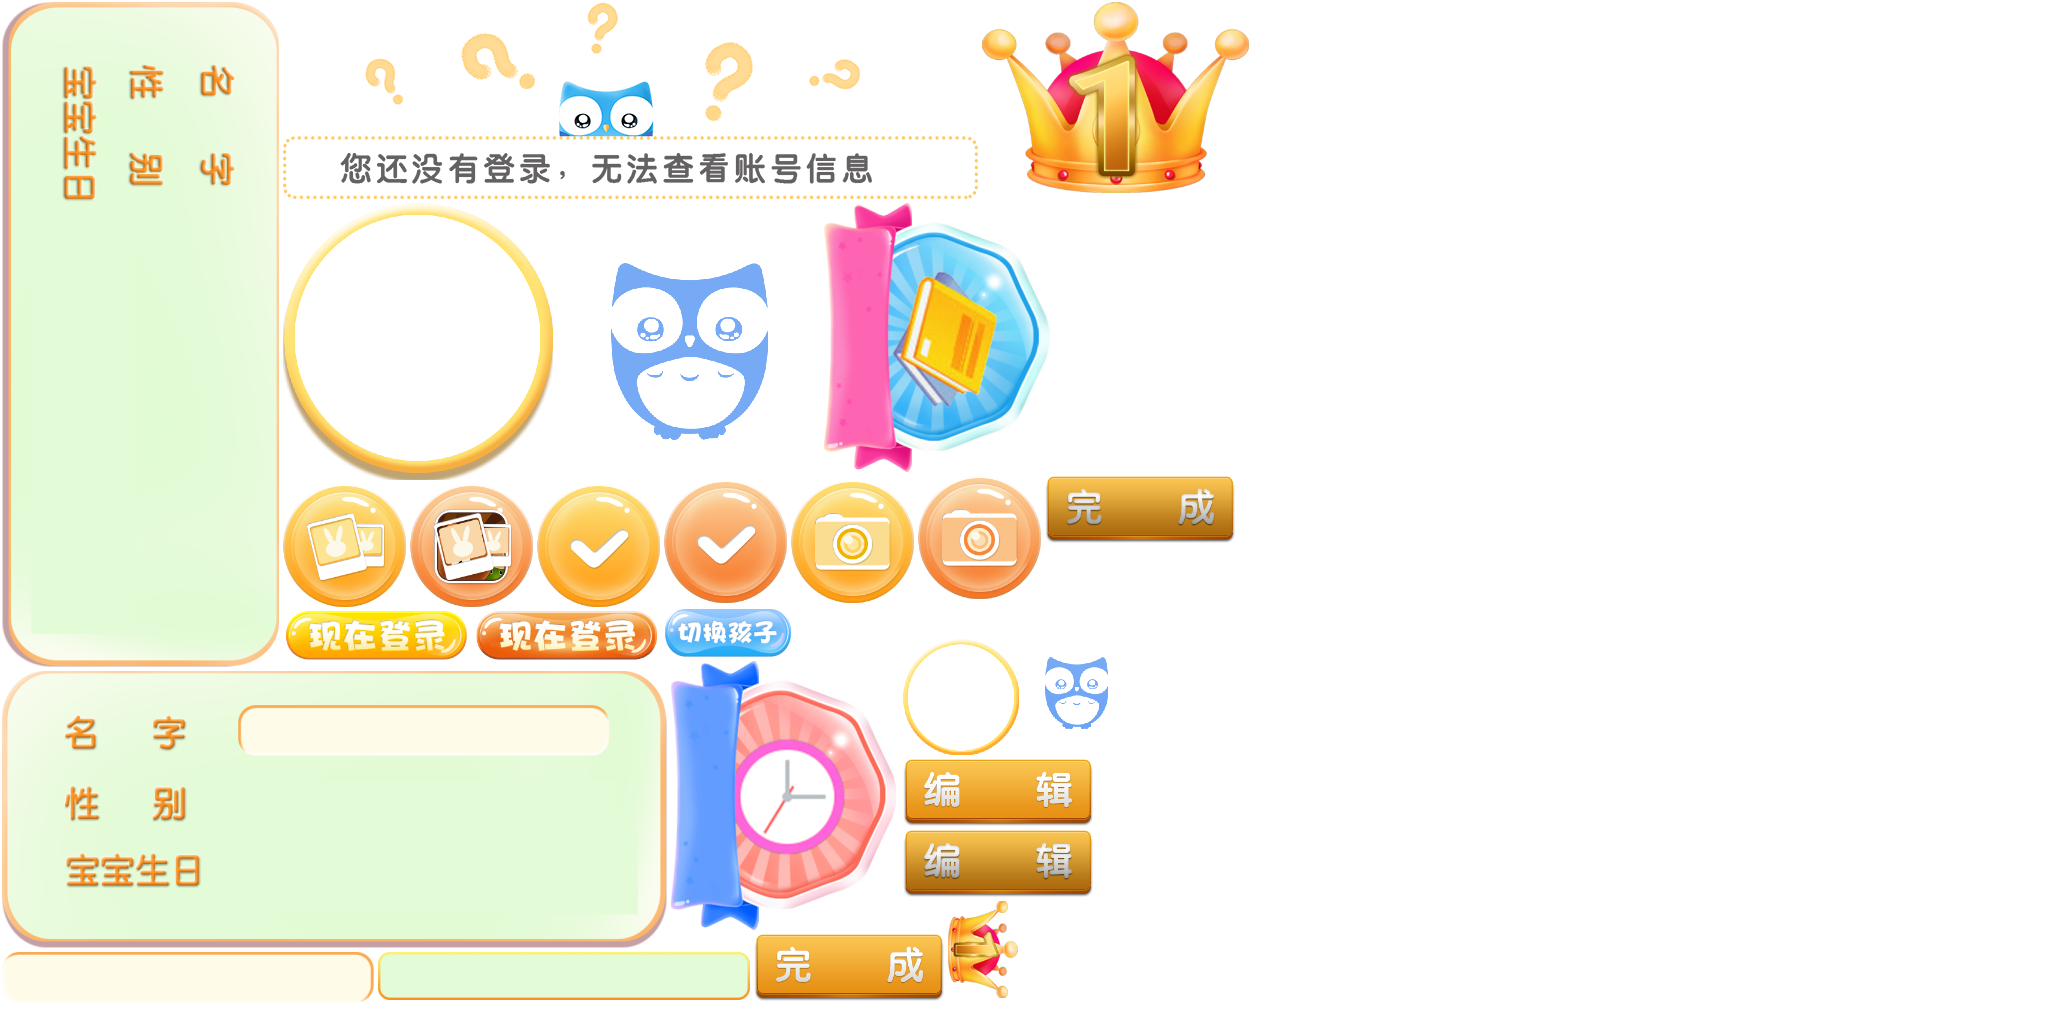 名 字
性 别
宝宝生日
您还没有登录，无法查看账号信息
1
完 成
现在登录
现在登录
切换孩子
名 字
性 别
宝宝生日
编 辑
编 辑
完 成
1